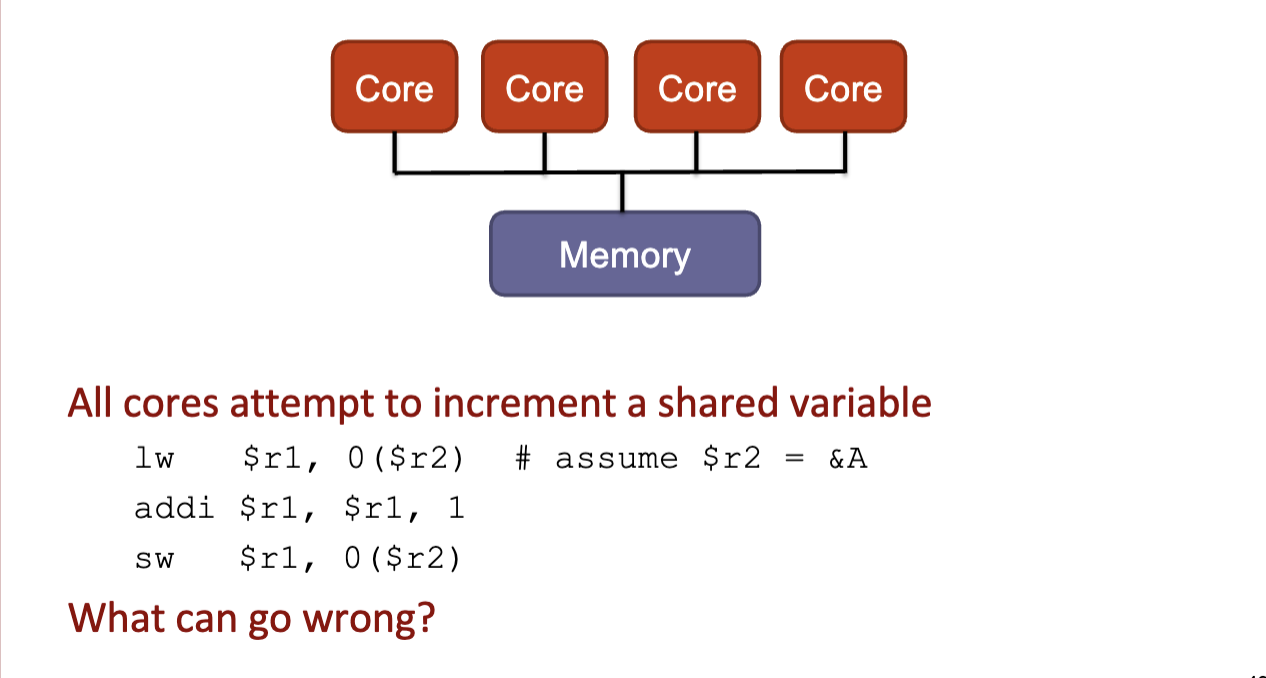 Core Core Core Core
Memory
All cores attempt to increment a shared variable
lw $r1, 0($r2) # assume $r2 = &A
addi $r1, $r1, 1
sw $r1, 0($r2)
What can go wrong?